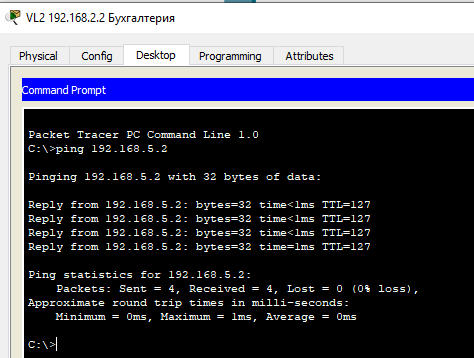 VL2 192.168.2.2 Бухгалтерия
Physical Config Desktop Programming Attributes
Command Prompt
Packet Tracer PC Command Line 1.0
C:\>ping 192.168.5.2
Pinging 192.168.5.2 with 32 bytes of data:
Reply from 192.168.5.2: bytes=32 time<1ms TTL=127
Reply from 192.168.5.2: bytes=32 time<1ms TTL=127
Reply from 192.168.5.2: bytes=32 time<1ms TTL=127
Reply from 192.168.5.2: bytes=32 time<1ms TTL=127
Ping statistics for 192.168.5.2:
Packets: Sent = 4, Received = 4, Lost = 0 (0% loss),
Approximate round trip times in milli-seconds:
Minimum = 0ms, Maximum = 1ms, Average = 0ms
C:\>